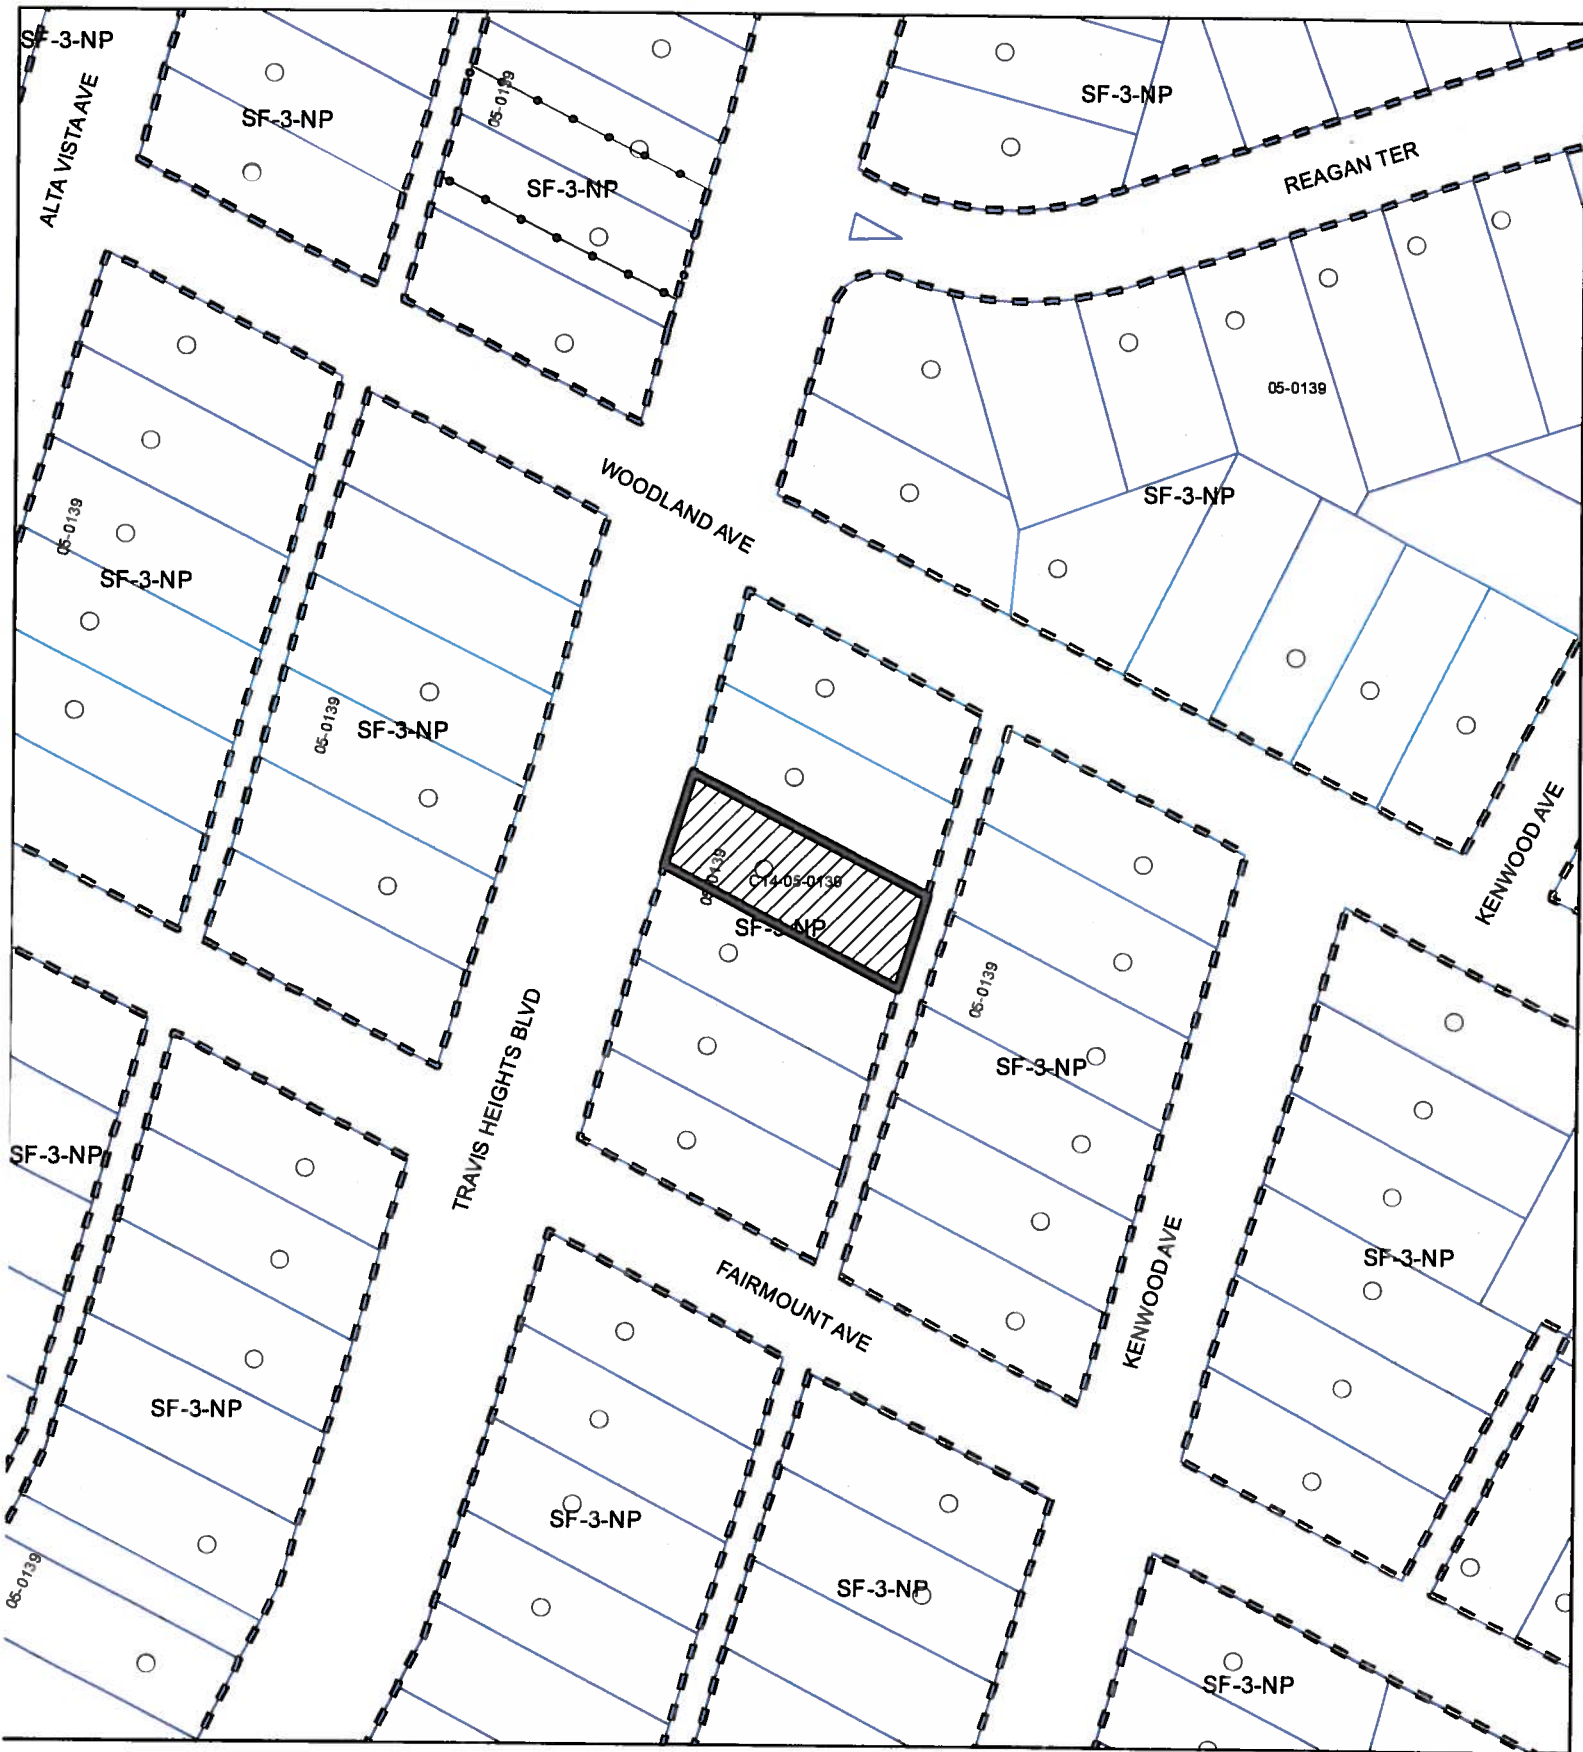 SF-3-NP
ALTA VISTA AVE
SF-3-NP
05-0139
SF-3-NP
SF-3-NP
REAGAN TER
05-0139
SF-3-NP
WOODLAND AVE
05-0139
SF-3-NP
05-0139
SF-3-NP
KENWOOD AVE
05-0139
C14-05-0139
SF-3-NP
05-0139
SF-3-NP
TRAVIS HEIGHTS BLVD
SF-3-NP
FAIRMOUNT AVE
KENWOOD AVE
SF-3-NP
SF-3-NP
SF-3-NP
05-0139
SF-3-NP
SF-3-NP